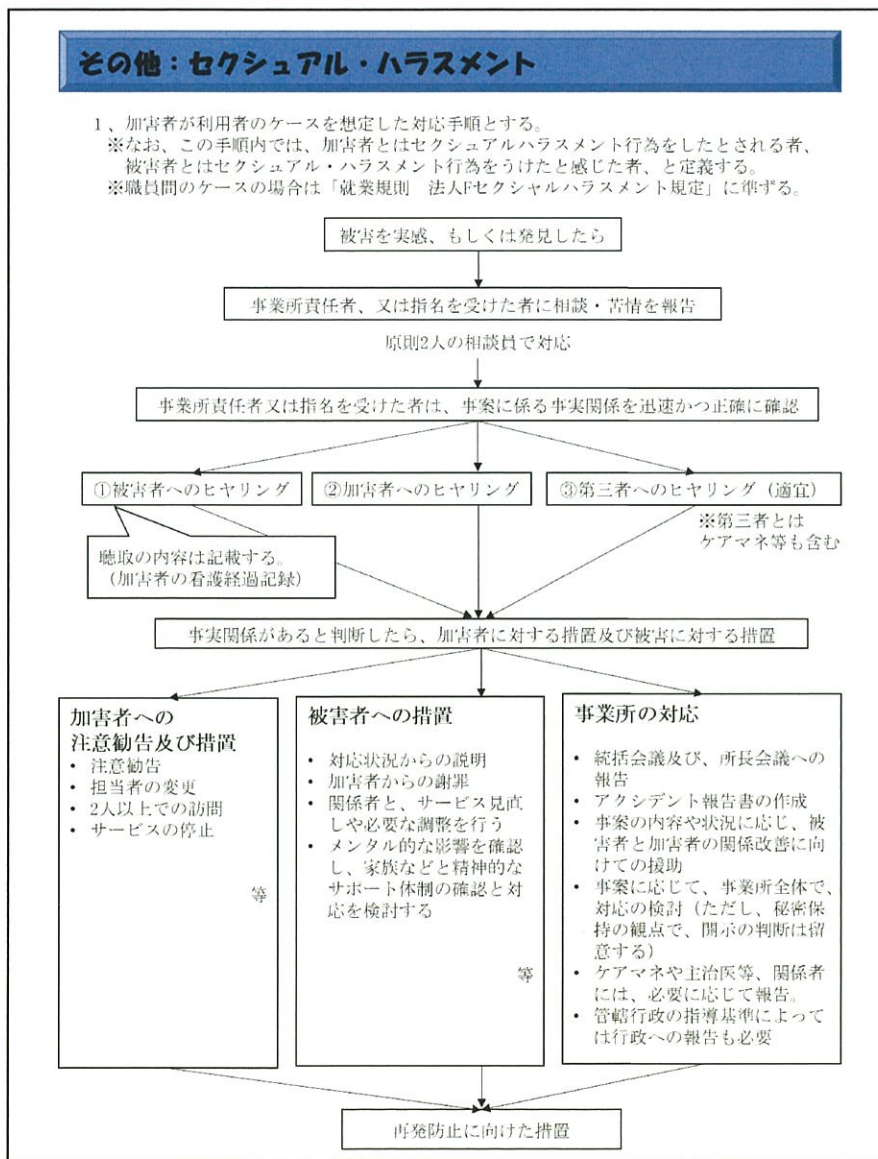 その他:セクシュアル・ハラスメント
1、加害者が利用者のケースを想定した対応手順とする。
※なお、この手順内では、加害者とはセクシュアルハラスメント行為をしたとされる者、
被害者とはセクシュアル・ハラスメント行為をうけたと感じた者、と定義する。
※職員間のケースの場合は「就業規則 法人Fセクシャルハラスメント規定」に準ずる。
被害を実感、もしくは発見したら
事業所責任者、又は指名を受けた者に相談・苦情を報告
原則2人の相談員で対応
事業所責任者又は指名を受けた者は、事案に係る事実関係を迅速かつ正確に確認
①被害者へのヒヤリング
②加害者へのヒヤリング
③第三者へのヒヤリング(適宜)
※第三者とは
ケアマネ等も含む
聴取の内容は記載する。
(加害者の看護経過記録)
事実関係があると判断したら、加害者に対する措置及び被害に対する措置
加害者への
注意勧告及び措置
• 注意勧告
• 担当者の変更
• 2人以上での訪問
• サービスの停止
等
被害者への措置
• 対応状況からの説明
• 加害者からの謝罪
• 関係者と、サービス見直
しや必要な調整を行う
• メンタル的な影響を確認
し、家族などと精神的な
サポート体制の確認と対
応を検討する
等
事業所の対応
• 統括会議及び、所長会議への
報告
• アクシデント報告書の作成
• 事案の内容や状況に応じ、被
害者と加害者の関係改善に向
けての援助
• 事案に応じて、事業所全体で、
対応の検討(ただし、秘密保
持の観点で、開示の判断は留
意する)
• ケアマネや主治医等、関係者
には、必要に応じて報告。
• 管轄行政の指導基準によって
は行政への報告も必要
再発防止に向けた措置